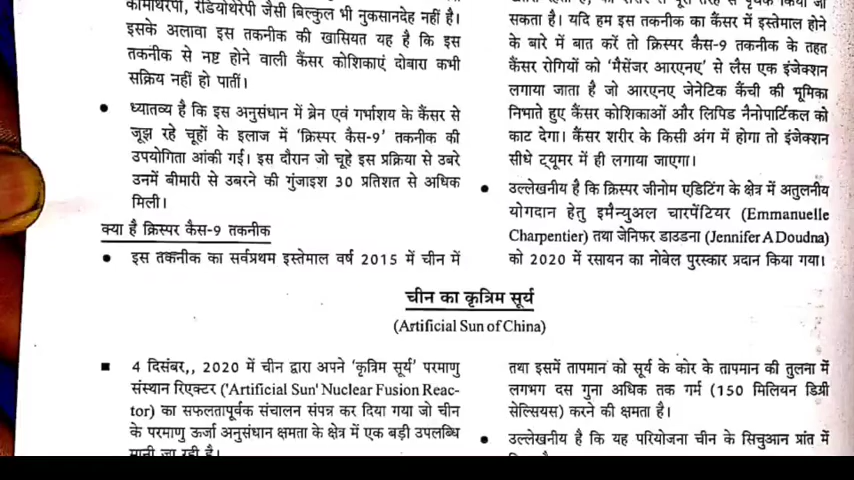 कीमोथेरेपी, रेडियोथेरेपी जैसी बिल्कुल भी नुकसानदेह नहीं है।
इसके अलावा इस तकनीक की खासियत यह है कि इस
तकनीक से नष्ट होने वाली कैंसर कोशिकाएं दोबारा कभी
सक्रिय नहीं हो पातीं।
● ध्यातव्य है कि इस अनुसंधान में ब्रेन एवं गर्भाशय के कैंसर से
जूझ रहे चूहों के इलाज में ‘क्रिस्पर कैस-9’ तकनीक की
उपयोगिता आंकी गई। इस दौरान जो चूहे इस प्रक्रिया से उबरे
उनमें बीमारी से उबरने की गुंजाइश 30 प्रतिशत से अधिक
मिली।
क्या है क्रिस्पर कैस-9 तकनीक
● इस तकनीक का सर्वप्रथम इस्तेमाल वर्ष 2015 में चीन में
सकता है। यदि हम इस तकनीक का कैंसर में इस्तेमाल होने
के बारे में बात करें तो क्रिस्पर कैस-9 तकनीक के तहत
कैंसर रोगियों को ‘मैसेंजर आरएनए’ से लैस एक इंजेक्शन
लगाया जाता है जो आरएनए जेनेटिक कैंची की भूमिका
निभाते हुए कैंसर कोशिकाओं और लिपिड नैनोपार्टिकल को
काट देगा। कैंसर शरीर के किसी अंग में होगा तो इंजेक्शन
सीधे ट्यूमर में ही लगाया जाएगा।
● उल्लेखनीय है कि क्रिस्पर जीनोम एडिटिंग के क्षेत्र में अतुलनीय
योगदान हेतु इमैन्युअल चारपेंटियर (Emmanuelle
Charpentier) तथा जेनिफर डाउडना (Jennifer A Doudna)
को 2020 में रसायन का नोबेल पुरस्कार प्रदान किया गया।
चीन का कृत्रिम सूर्य
(Artificial Sun of China)
■ 4 दिसंबर,, 2020 में चीन द्वारा अपने ‘कृत्रिम सूर्य’ परमाणु
संस्थान रिएक्टर ('Artificial Sun' Nuclear Fusion Reac-
tor) का सफलतापूर्वक संचालन संपन्न कर दिया गया जो चीन
के परमाणु ऊर्जा अनुसंधान क्षमता के क्षेत्र में एक बड़ी उपलब्धि
मानी जा रही है।
तथा इसमें तापमान को सूर्य के कोर के तापमान की तुलना में
लगभग दस गुना अधिक तक गर्म (150 मिलियन डिग्री
सेल्सियस) करने की क्षमता है।
● उल्लेखनीय है कि यह परियोजना चीन के सिचुआन प्रांत में